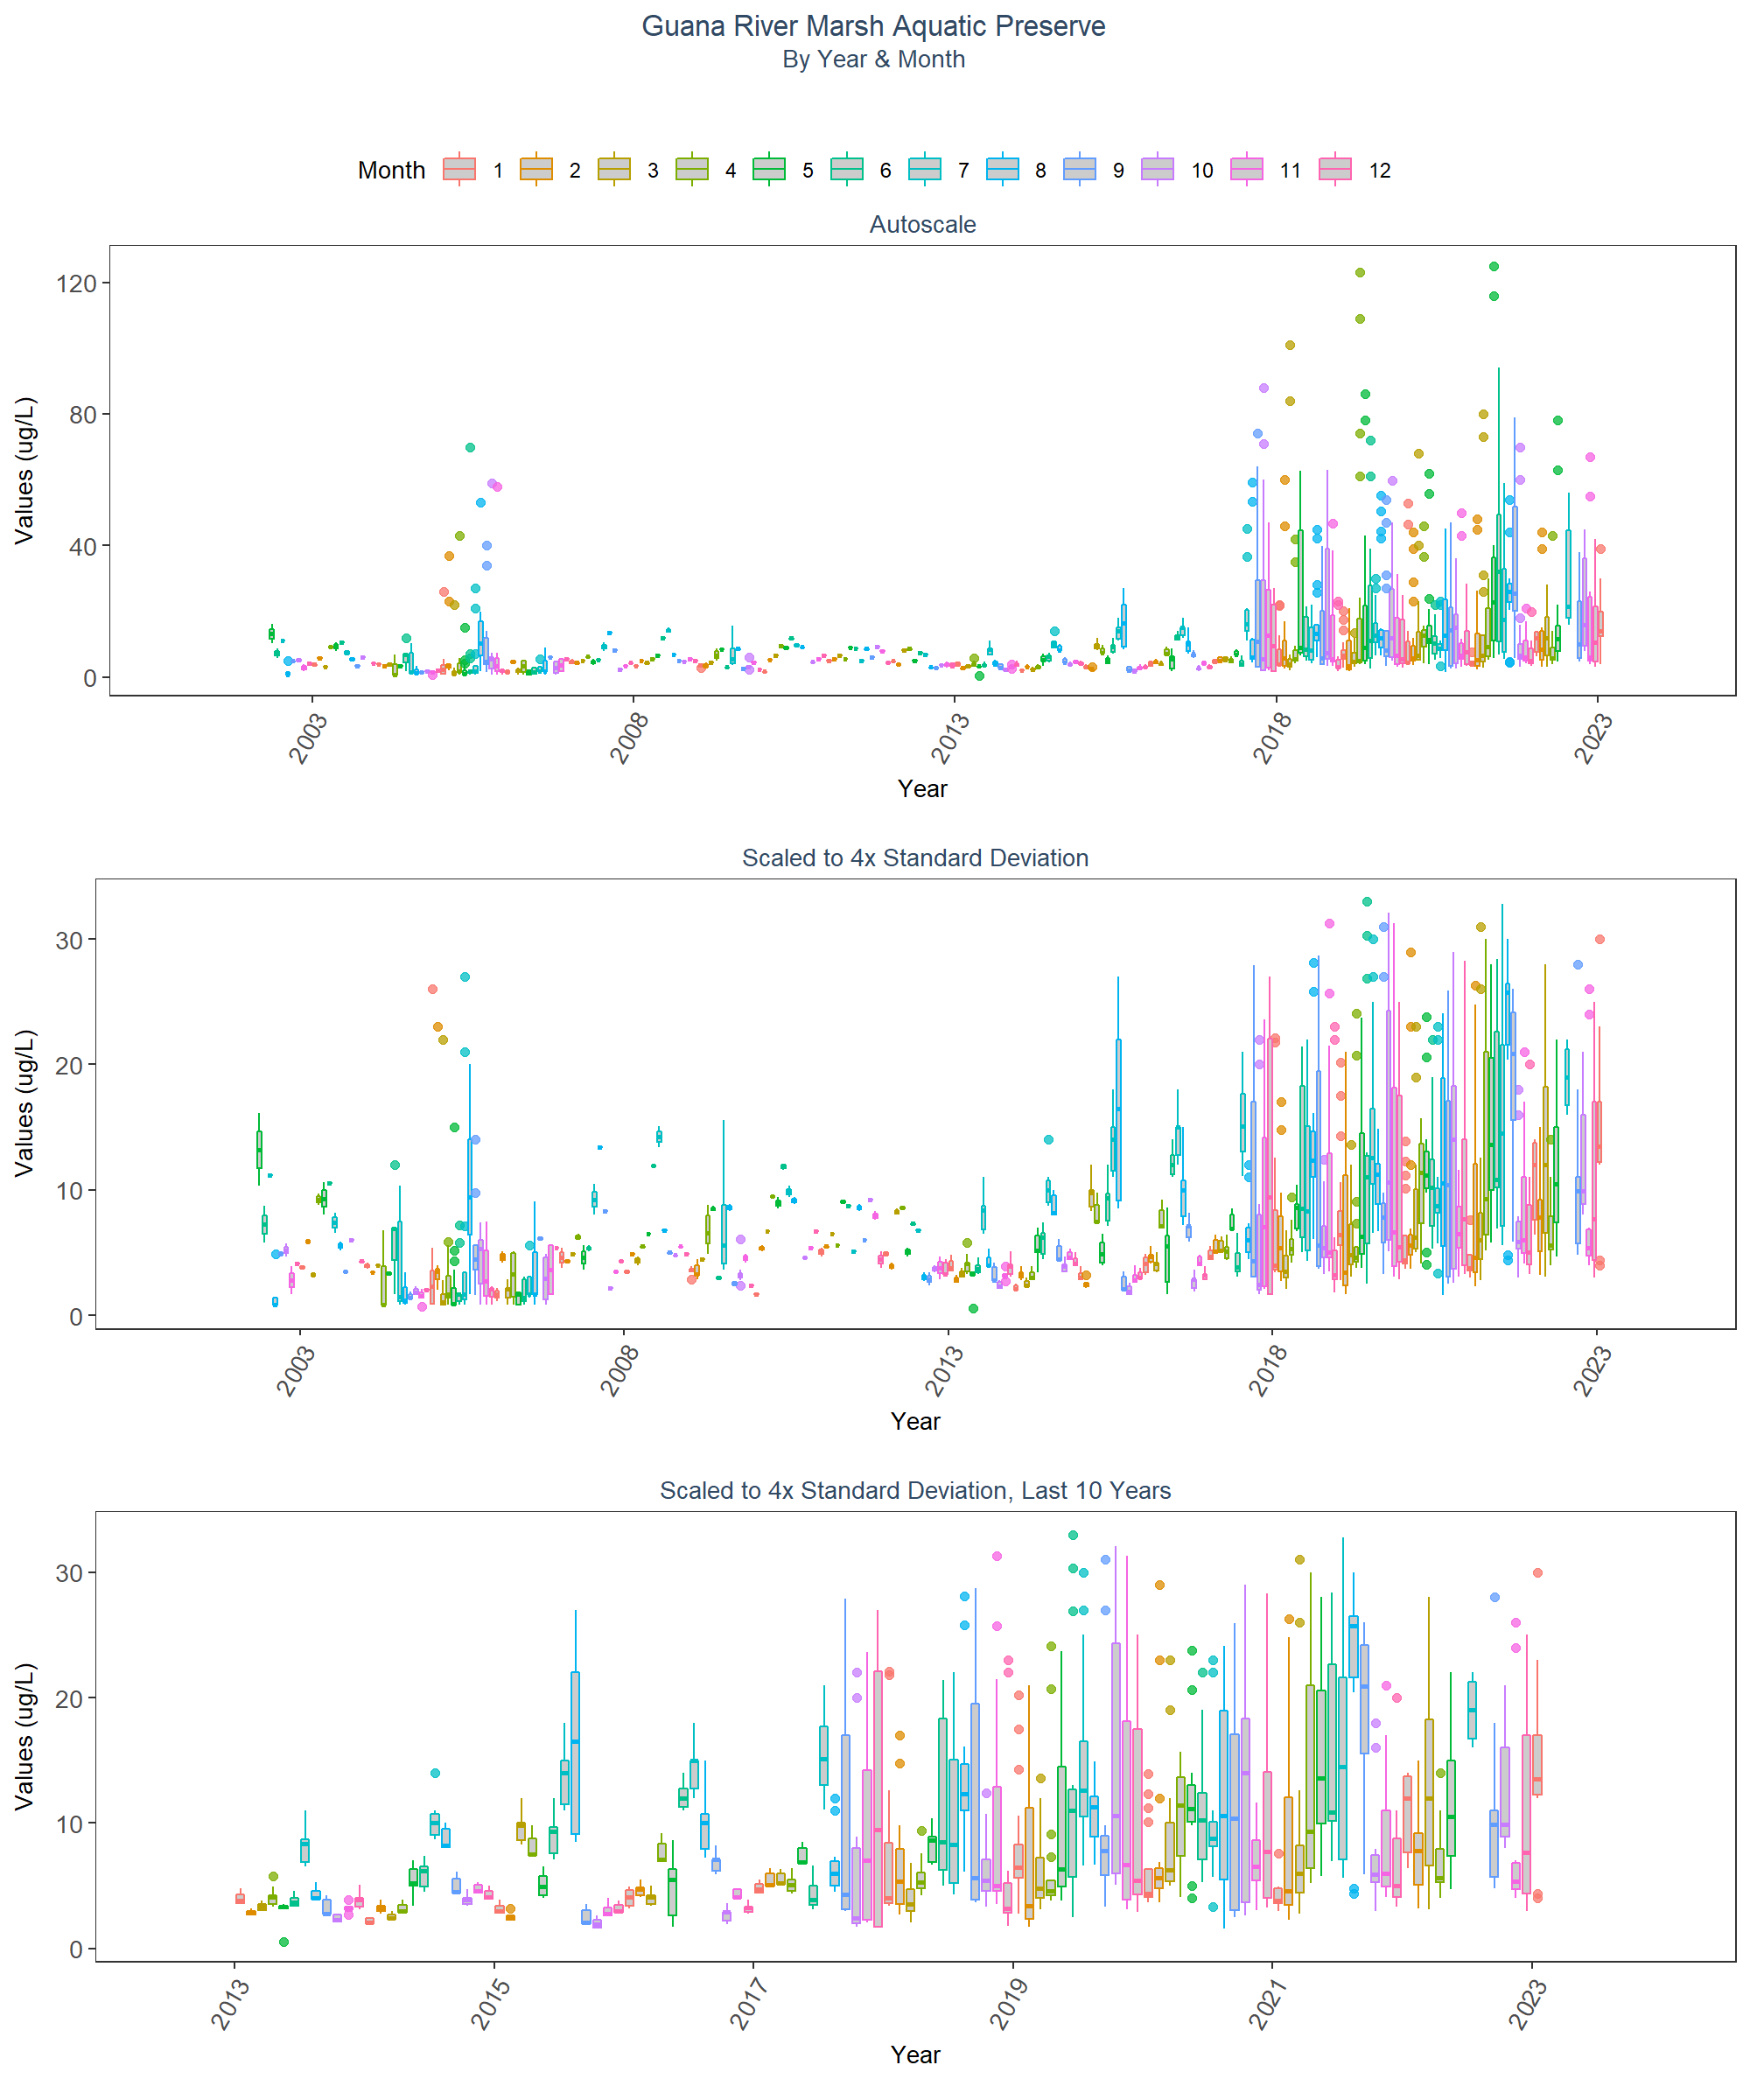 Guana River Marsh Aquatic Preserve
By Year & Month
Month 1 2 3 4 5 6 7 8 9 10 11 12
Autoscale
Values (ug/L)
120
80
40
0
2003 2008 2013 2018 2023
Year
Scaled to 4x Standard Deviation
Values (ug/L)
30
20
10
0
2003 2008 2013 2018 2023
Year
Scaled to 4x Standard Deviation, Last 10 Years
Values (ug/L)
30
20
10
0
2013 2015 2017 2019 2021 2023
Year